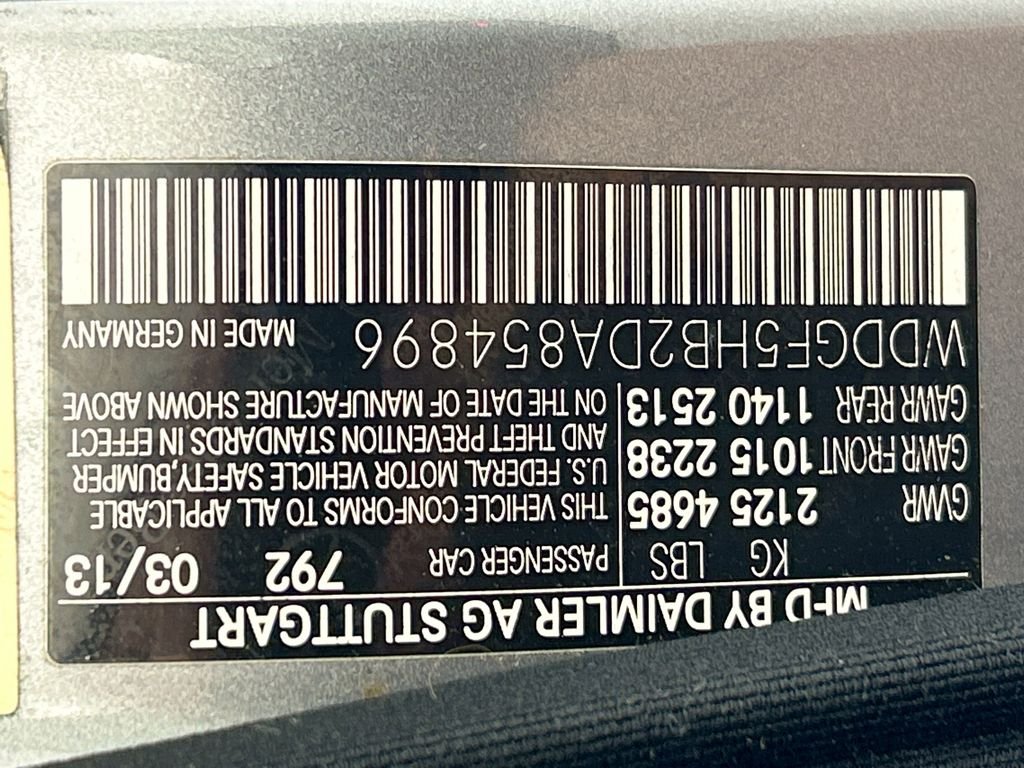 MFD BY DAIMLER AG STUTTGART
KG LBS
GVWR 2125 4685
GAWR FRONT 1015 2238
GAWR REAR 1140 2513
PASSENGER CAR 792 03/13
THIS VEHICLE CONFORMS TO ALL APPLICABLE
U.S. FEDERAL MOTOR VEHICLE SAFETY,BUMPER
AND THEFT PREVENTION STANDARDS IN EFFECT
ON THE DATE OF MANUFACTURE SHOWN ABOVE
WDDGF5HB2DA854896 MADE IN GERMANY